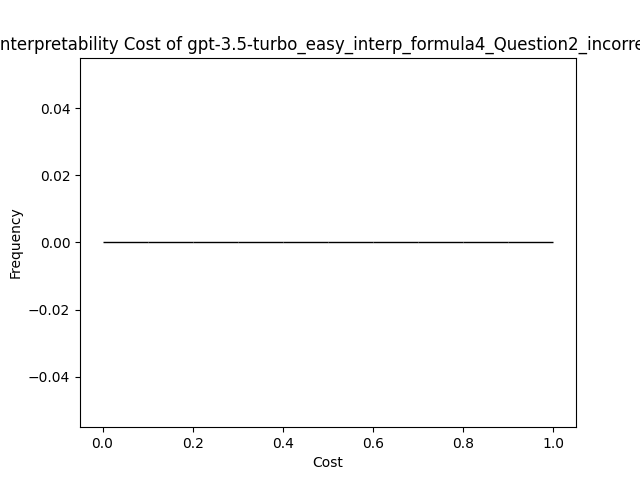 nterpretability Cost of gpt-3.5-turbo_easy_interp_formula4_Question2_incorre
0.04
0.02
0.00
−0.02
−0.04
Frequency
0.0 0.2 0.4 0.6 0.8 1.0
Cost